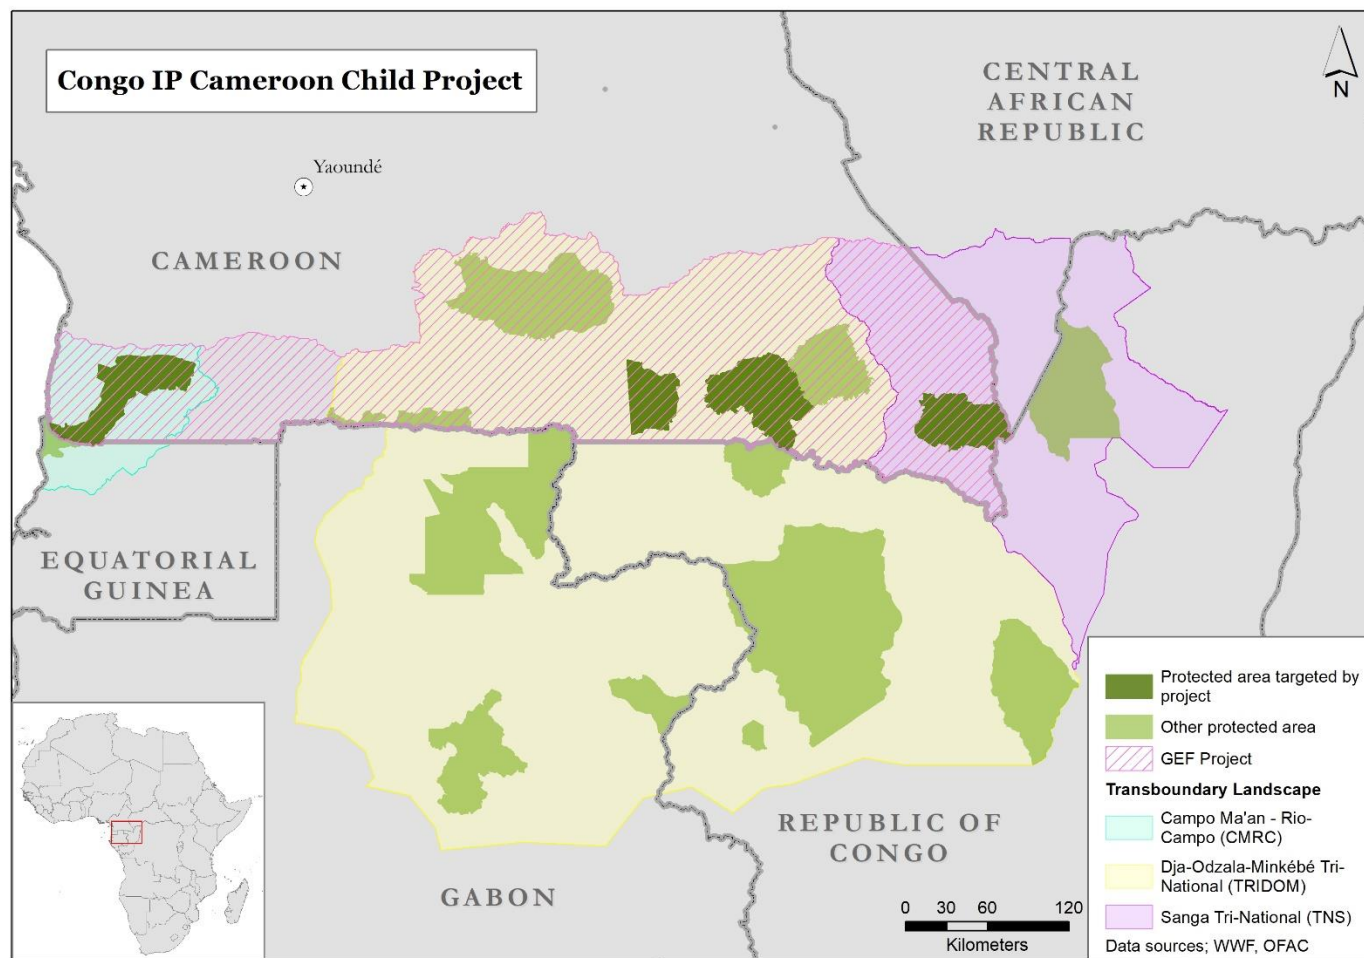 Congo IP Cameroon Child Project
N
CENTRAL
AFRICAN
REPUBLIC
Yaoundé
CAMEROON
EQUATORIAL
GUINEA
GABON
REPUBLIC OF
CONGO
0 30 60 120
Kilometers
Protected area targeted by
project
Other protected area
GEF Project
Transboundary Landscape
Campo Ma'an - Rio-
Campo (CMRC)
Dja-Odzala-Minkébé Tri-
National (TRIDOM)
Sanga Tri-National (TNS)
Data sources; WWF, OFAC